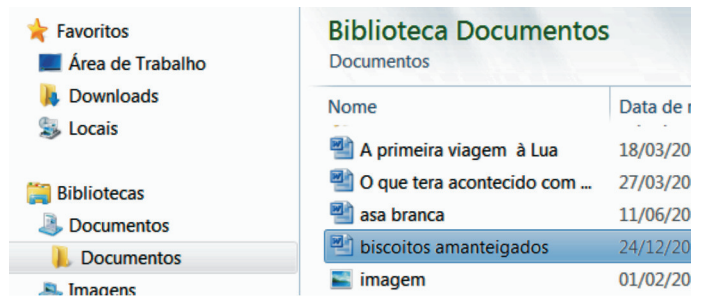 Favoritos
Área de Trabalho
Downloads
Locais
Bibliotecas
Documentos
Documentos
Imagens
Biblioteca Documentos
Documentos
Nome Data de
A primeira viagem à Lua 18/03/20
O que tera acontecido com ... 27/03/20
asa branca 11/06/20
biscoitos amanteigados 24/12/20
imagem 01/02/20